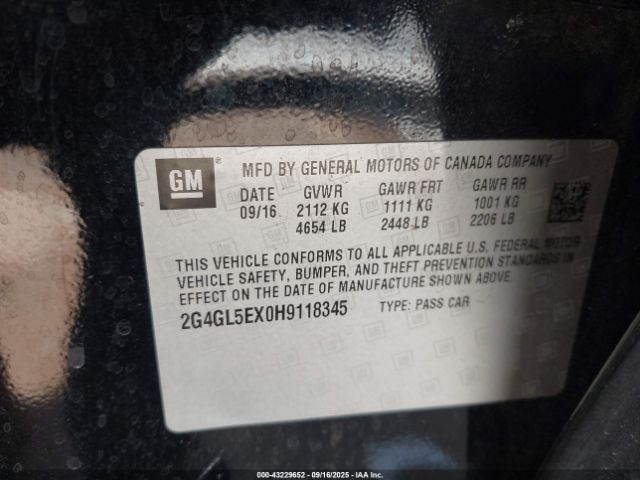 GM
MFD BY GENERAL MOTORS OF CANADA COMPANY
DATE GVWR GAWR FRT GAWR RR
09/16 2112 KG 1111 KG 1001 KG
4654 LB 2448 LB 2206 LB
THIS VEHICLE CONFORMS TO ALL APPLICABLE U.S. FEDERAL MOTOR
VEHICLE SAFETY, BUMPER, AND THEFT PREVENTION STANDARDS IN
EFFECT ON THE DATE OF MANUFACTURE SHOWN ABOVE.
2G4GL5EX0H9118345 TYPE: PASS CAR
000-43229652 - 09/16/2025 - IAA Inc.